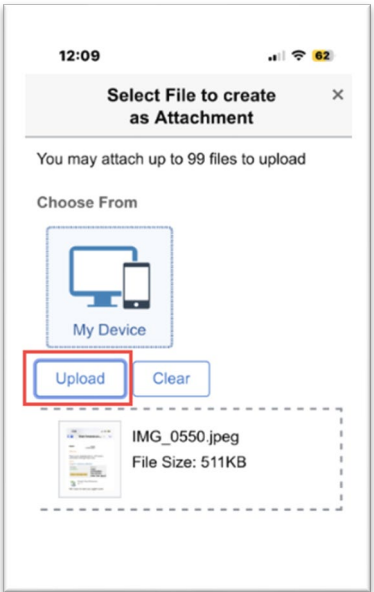 12:09
62
Select File to create
as Attachment
You may attach up to 99 files to upload
Choose From
My Device
Upload
Clear
IMG_0550.jpeg
File Size: 511KB